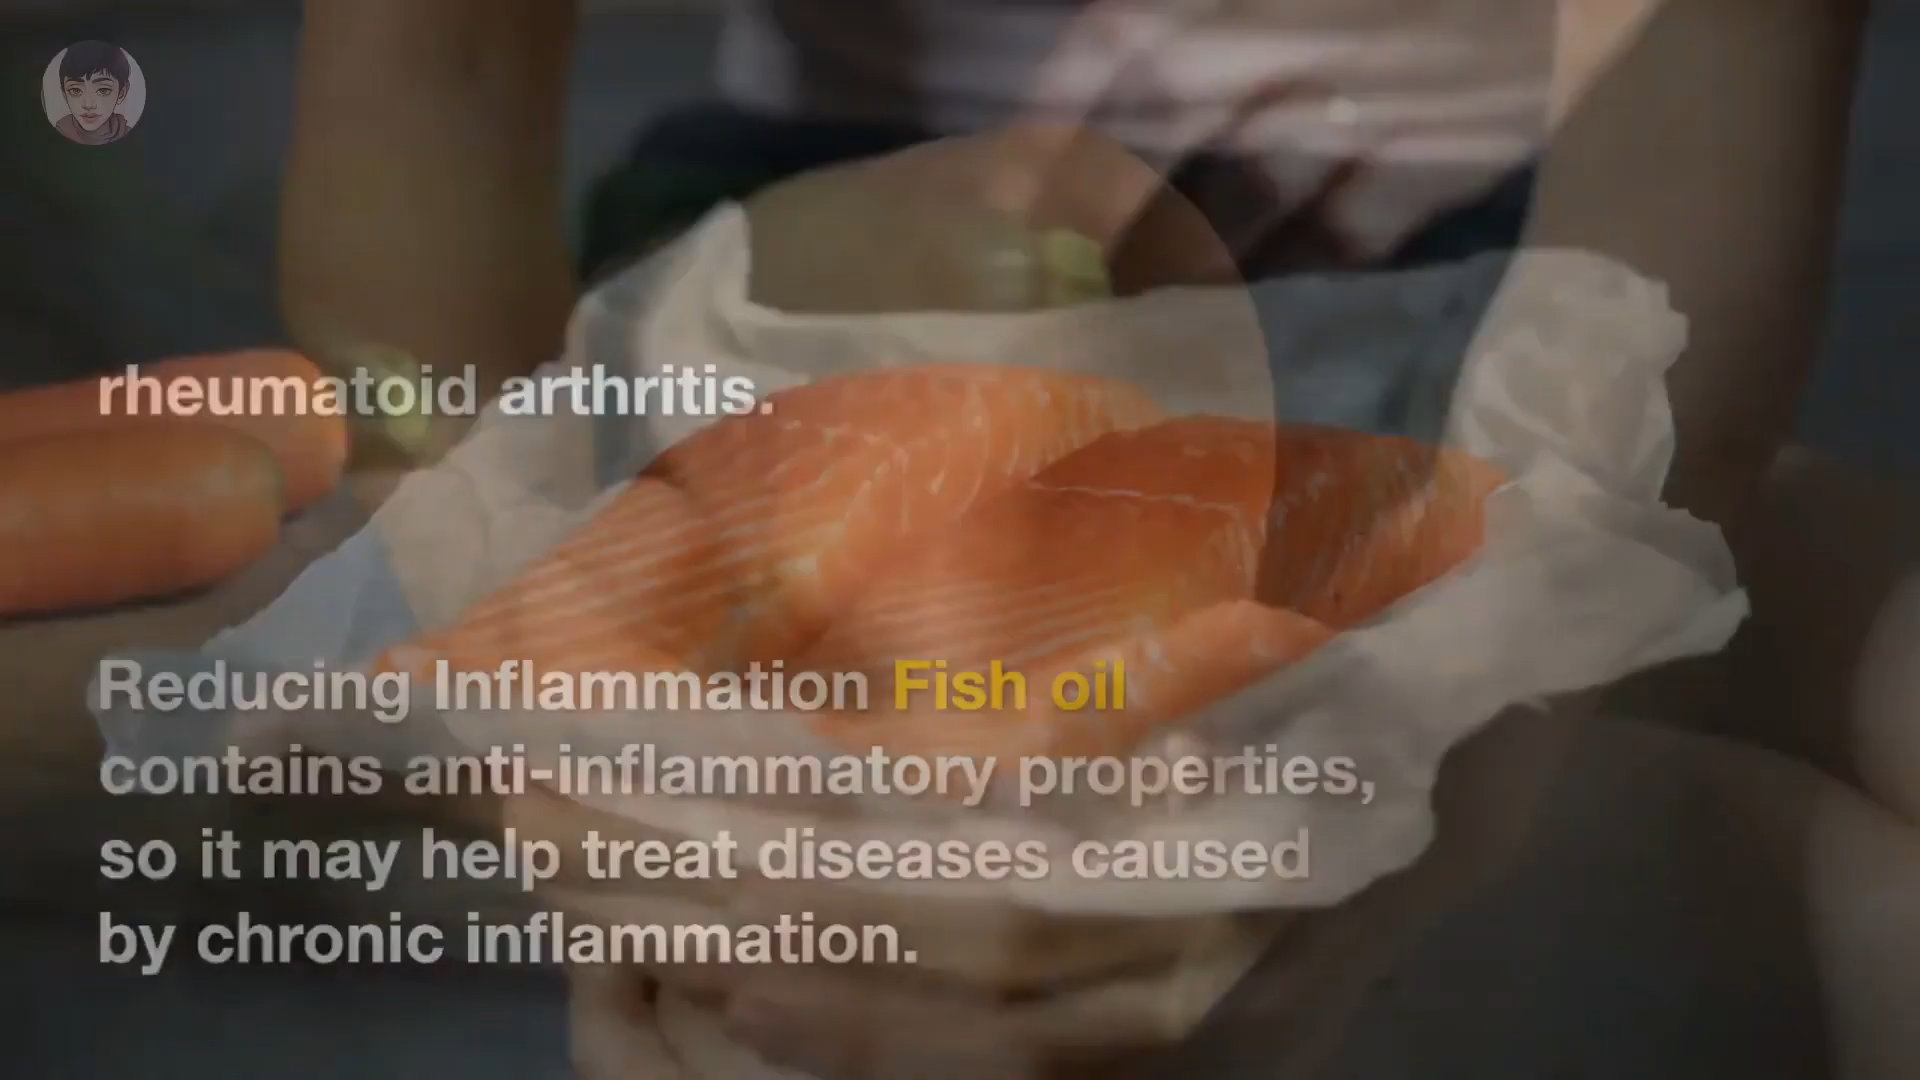 rheumatoid arthritis.
Reducing Inflammation Fish oil
contains anti-inflammatory properties,
so it may help treat diseases caused
by chronic inflammation.